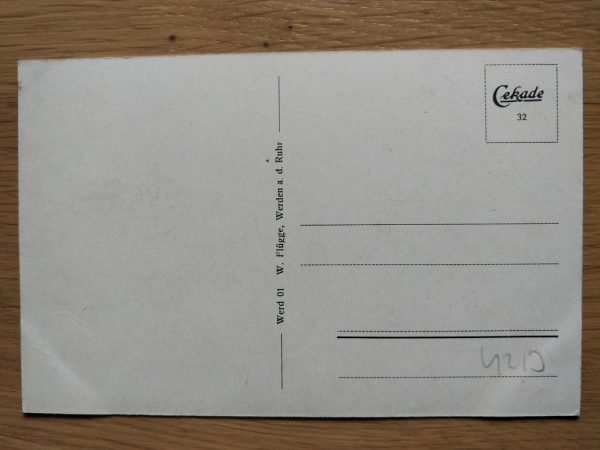 Cekade
32
Werd 01 W. Flügge, Werden a. d. Ruhr